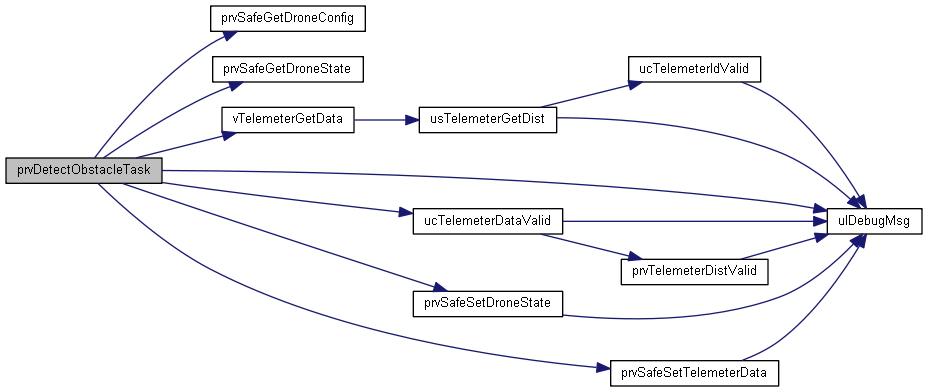 prvSafeGetDroneConfig
prvSafeGetDroneState
ucTelemeterIdValid
vTelemeterGetData
usTelemeterGetDist
prvDetectObstacleTask
ucTelemeterDataValid
ulDebugMsg
prvTelemeterDistValid
prvSafeSetDroneState
prvSafeSetTelemeterData